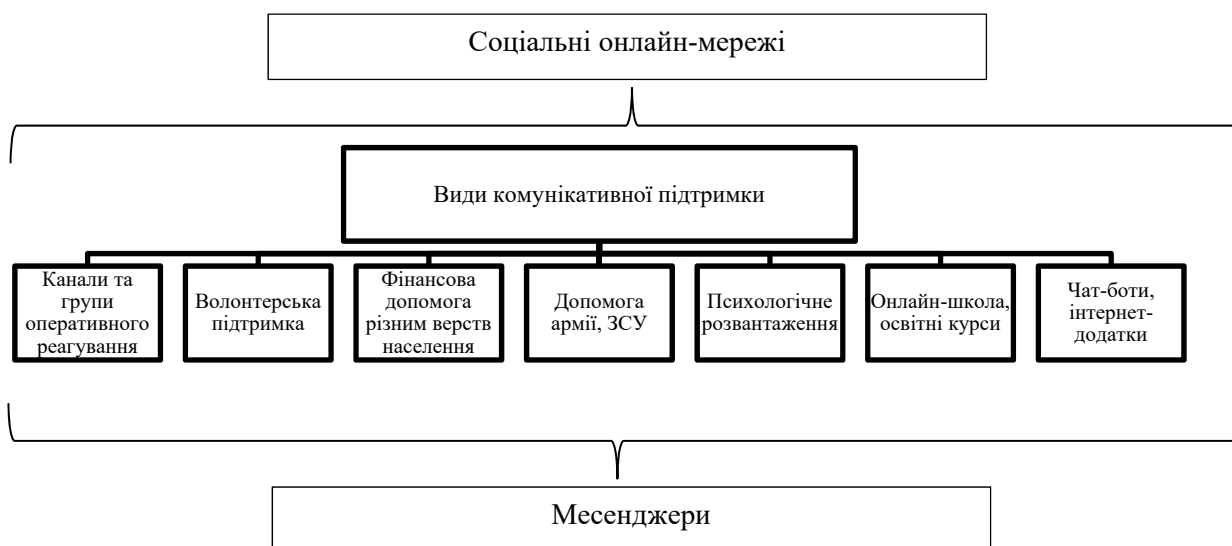 Соціальні онлайн-мережі
Види комунікативної підтримки
Канали та
групи
оперативного
реагування
Волонтерська
підтримка
Фінансова
допомога
різним верств
населення
Допомога
армії, ЗСУ
Психологічне
розвантаження
Онлайн-школа,
освітні курси
Чат-боти,
інтернет-
додатки
Месенджери